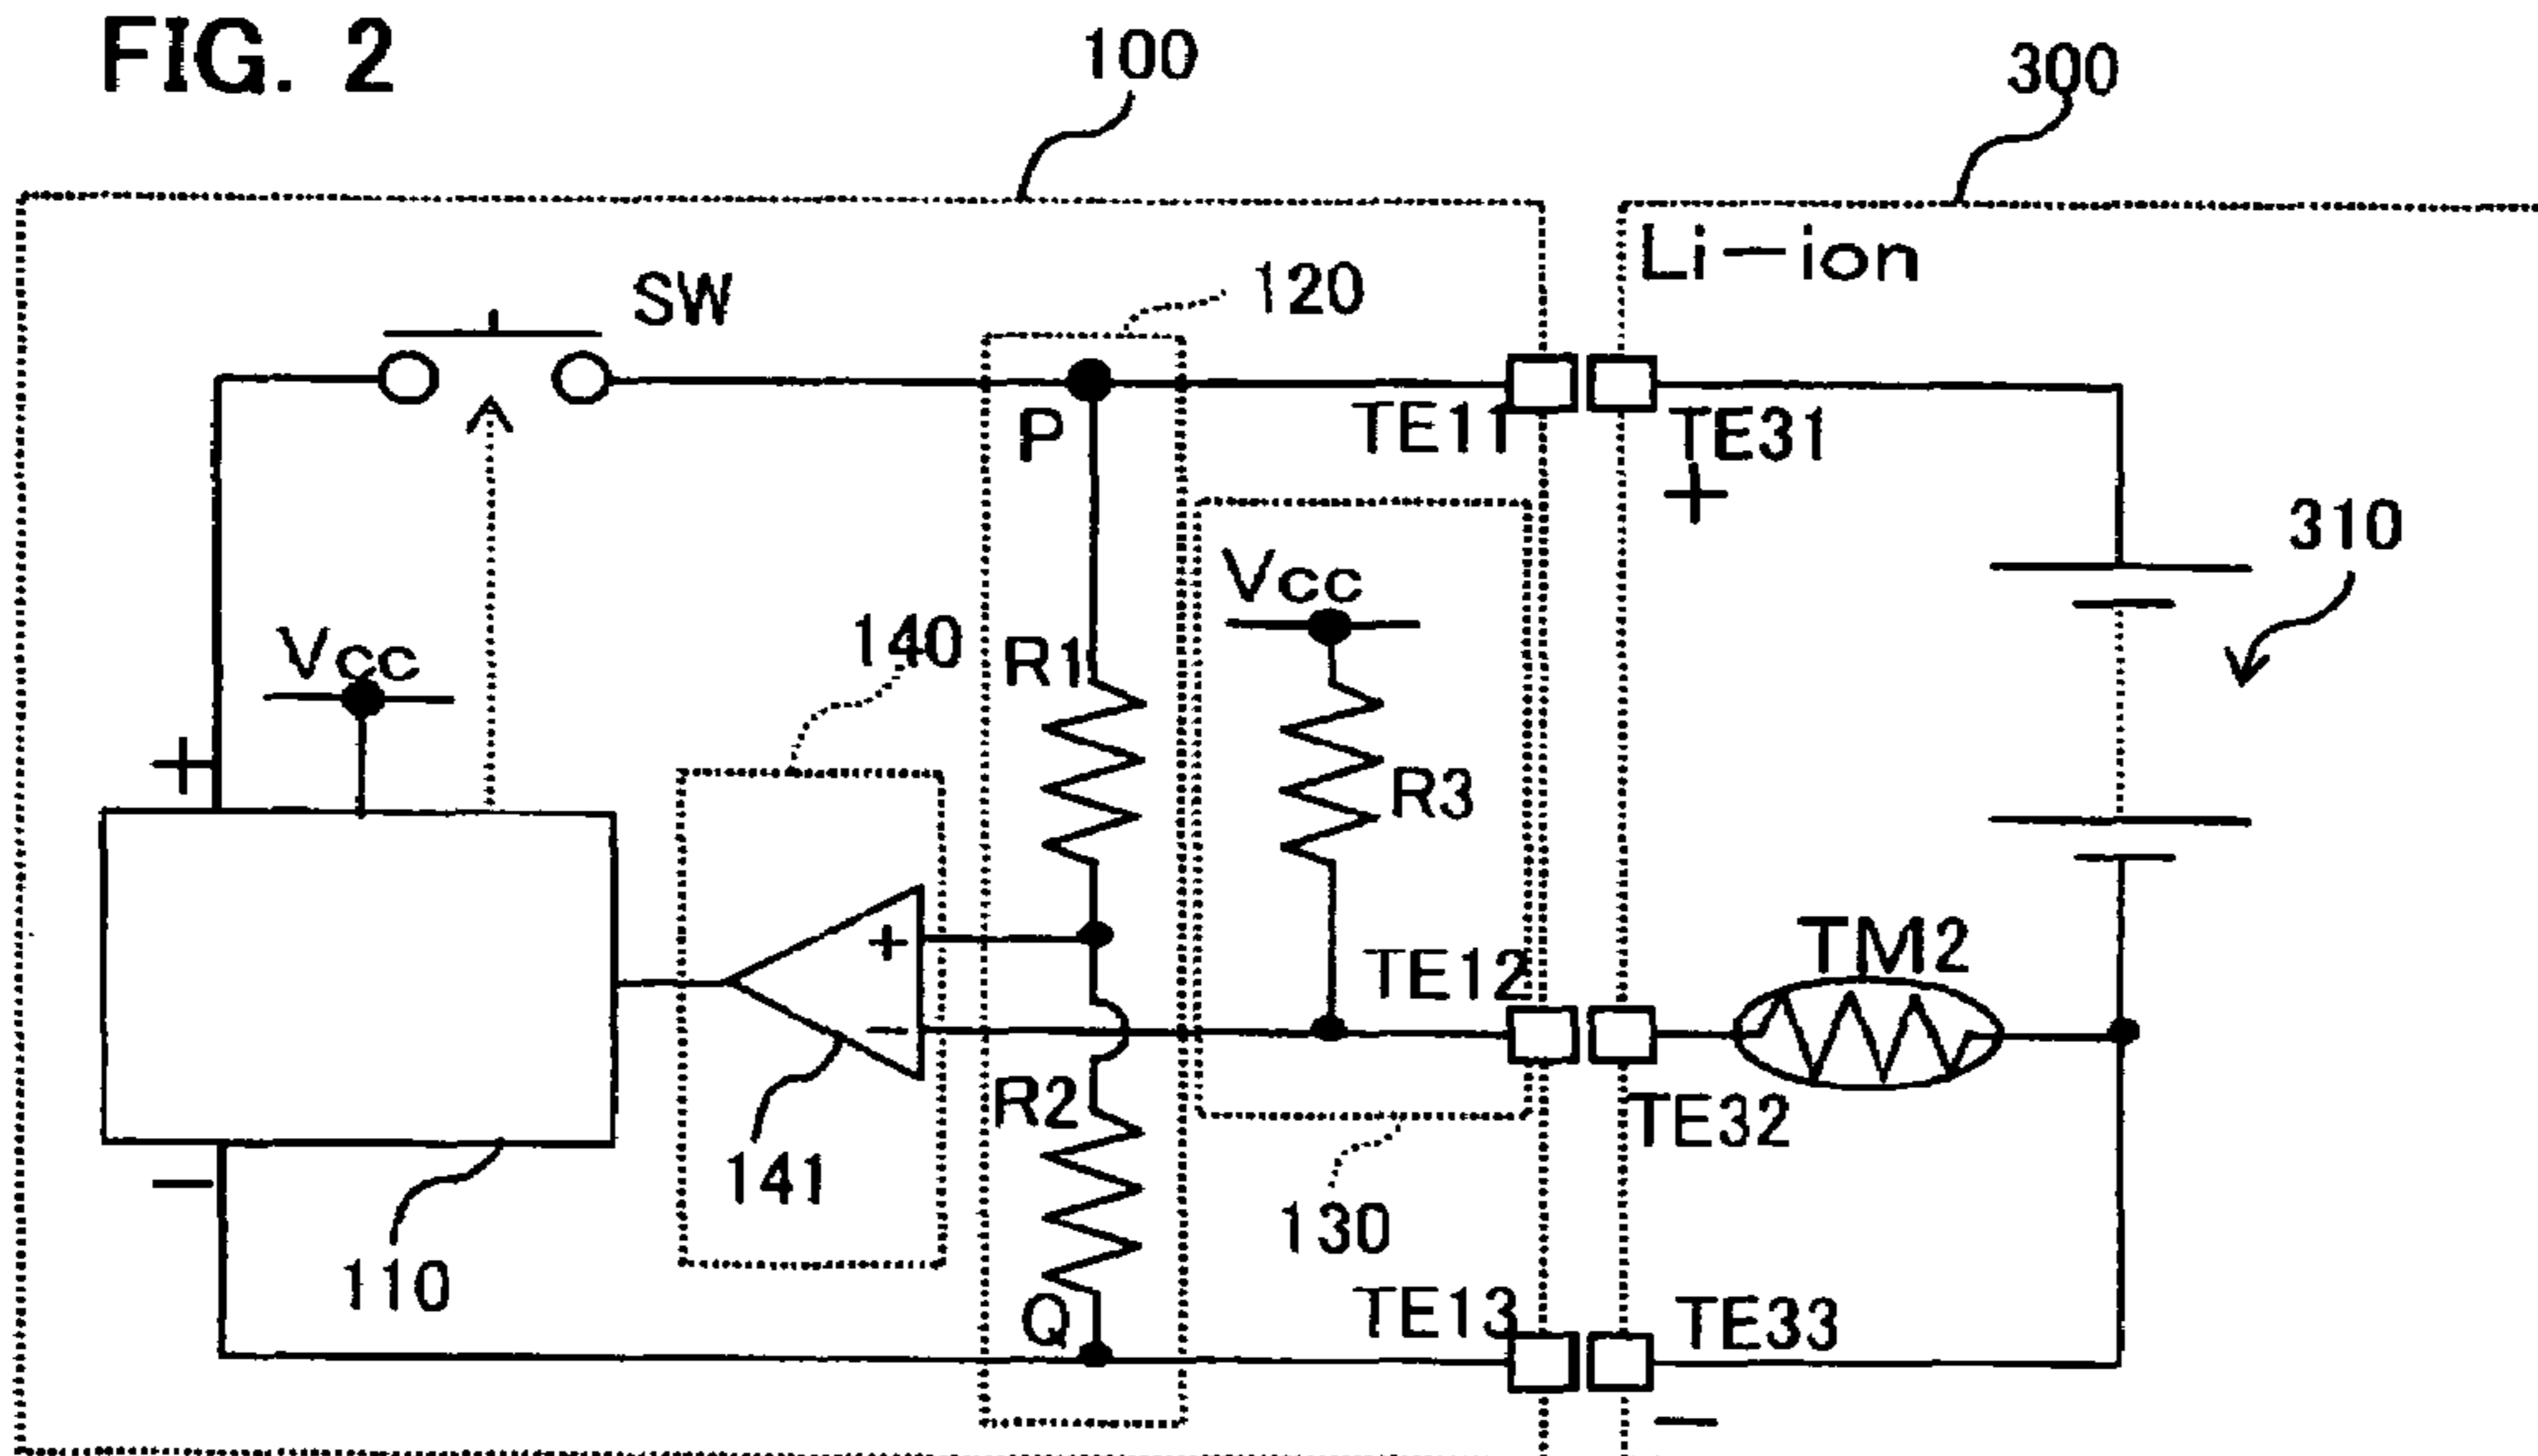 FIG. 2
100
300
Li-ion
120
SW
P
TE11
TE31
+
310
Vcc
140
R1
Vcc
+
R3
+
TE12
TM2
-
R2
TE32
141
-
130
110
Q
TE13
TE33
-